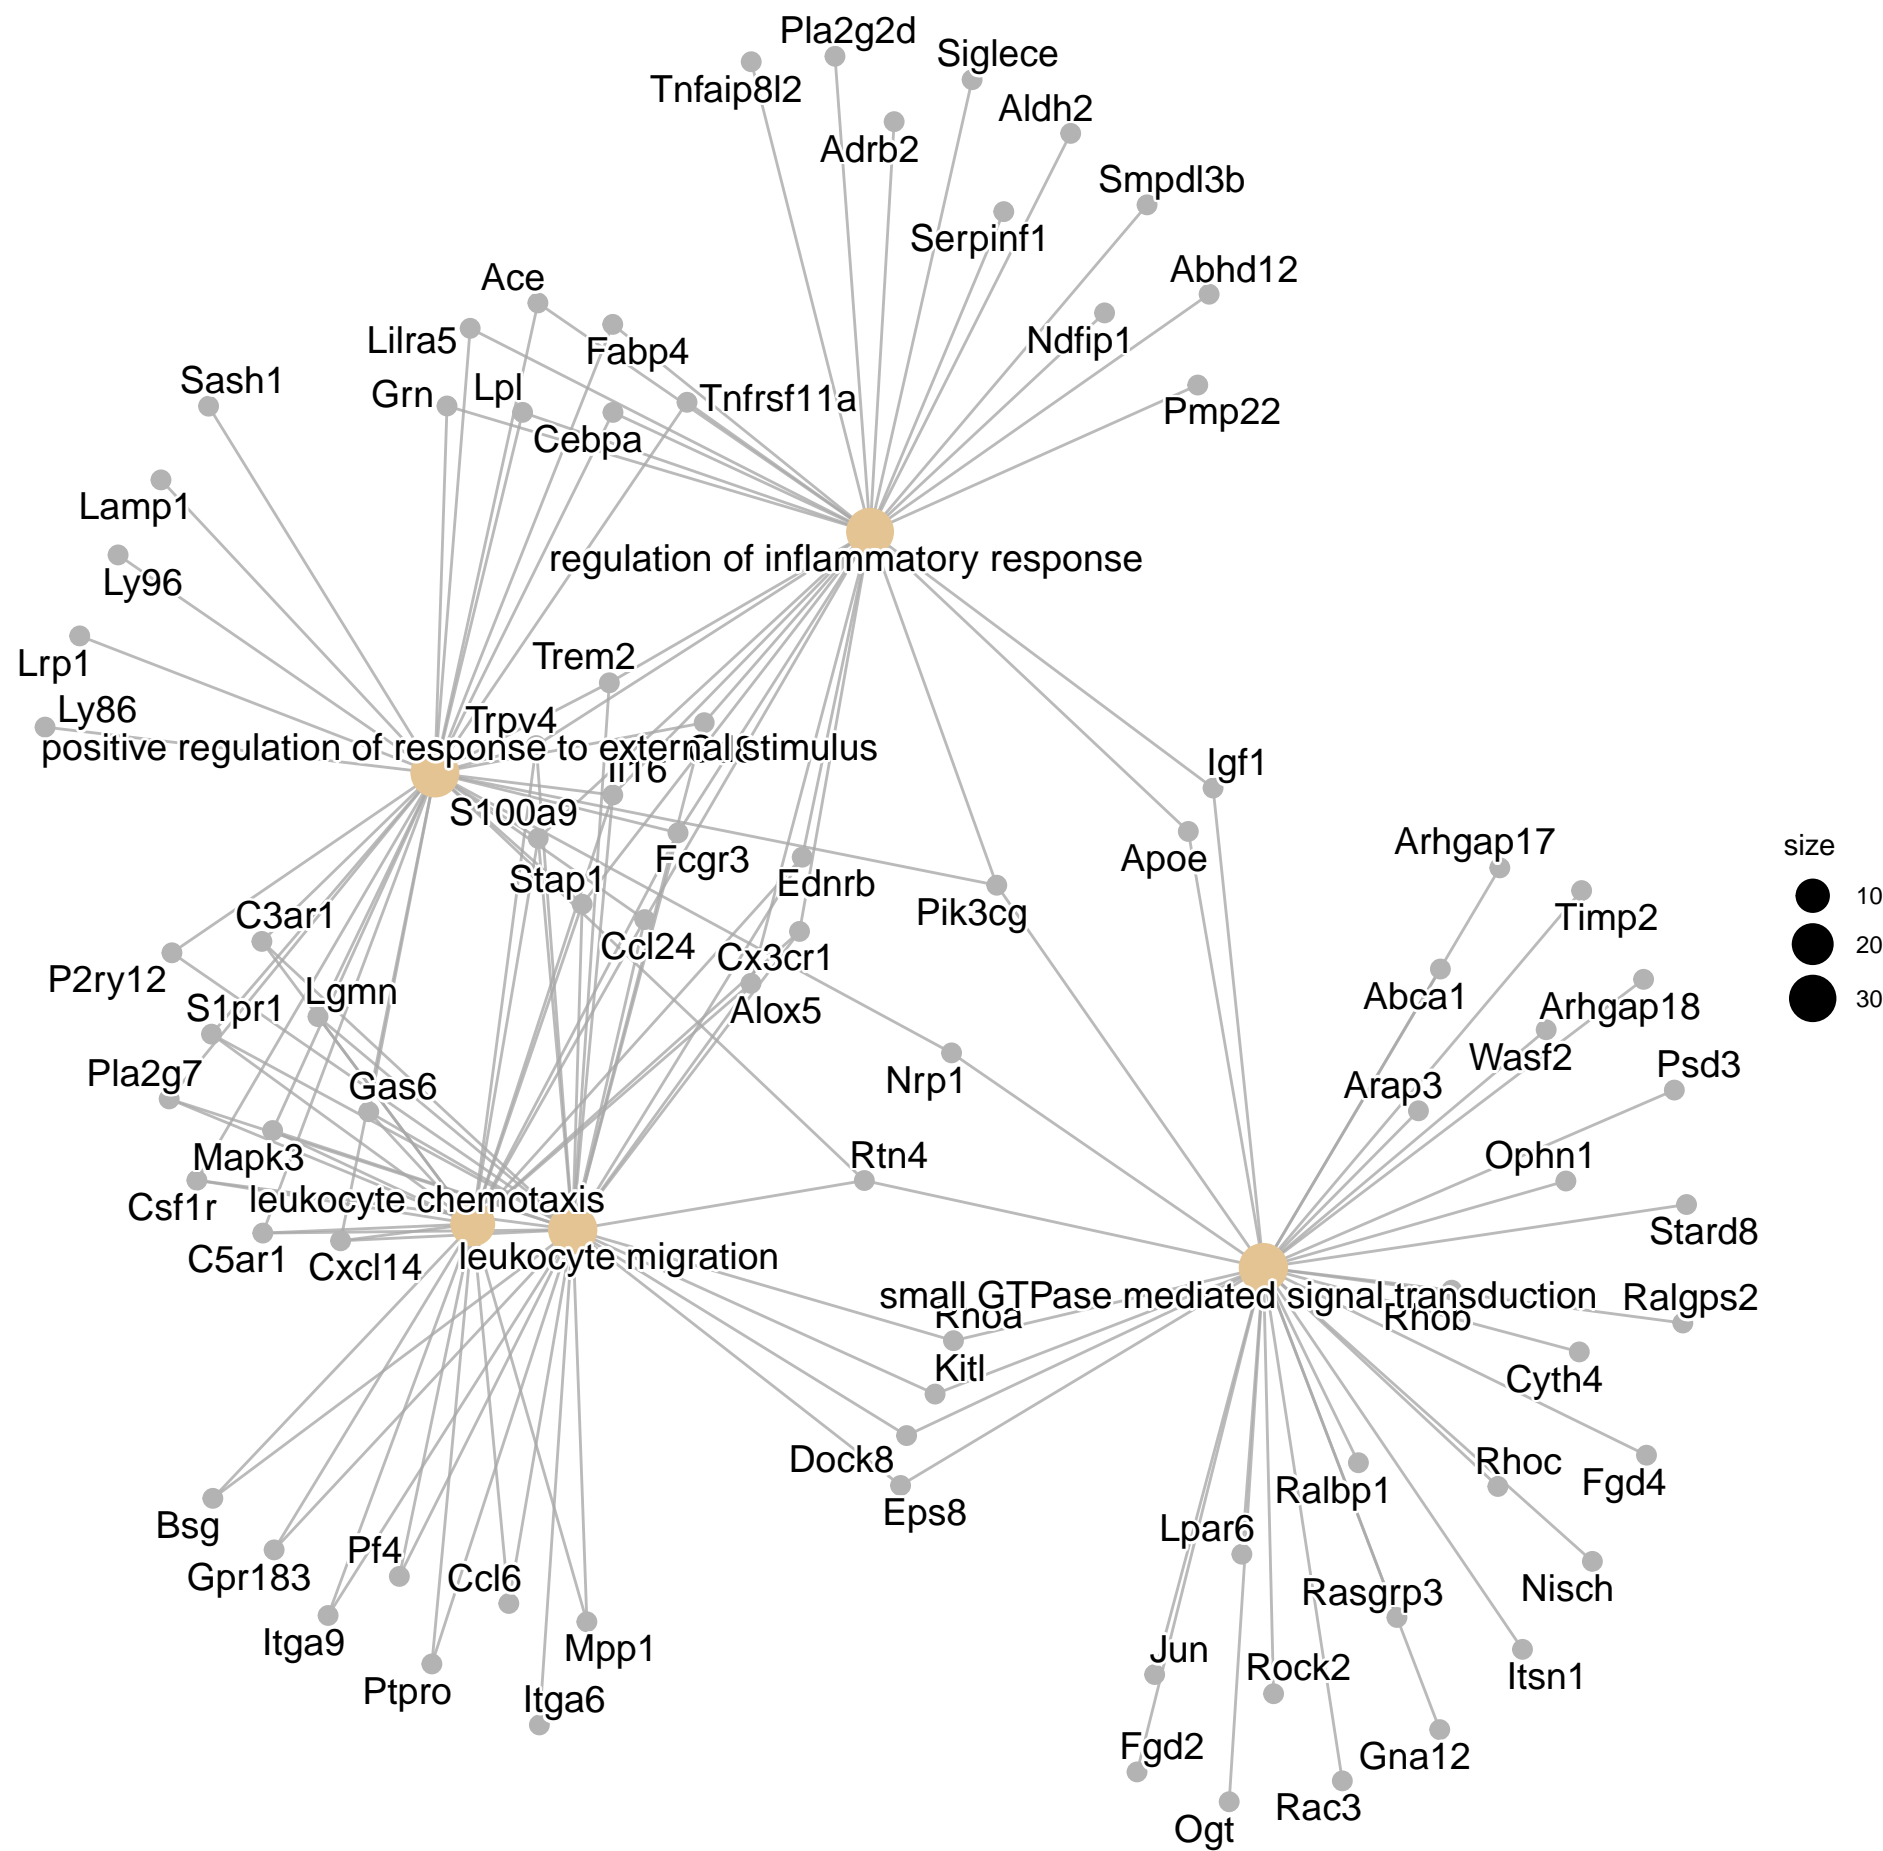 Pla2g2d
Siglece
Tnfaip8l2
Aldh2
Adrb2
Smpdl3b
Serpinf1
Abhd12
Ace
Lilra5
Fabp4
Ndfip1
Sash1
Grn
Lpl
Tnfrsf11a
Pmp22
Cebpa
Lamp1
regulation of inflammatory response
Ly96
Trem2
Lrp1
Ly86
Trpv4
positive regulation of response to external stimulus
Il16
Igf1
S100a9
Arhgap17
size
Fcgr3
Apoe
Stap1
Ednrb
10
C3ar1
Pik3cg
Timp2
Ccl24
20
Cx3cr1
P2ry12
Lgmn
Abca1
30
S1pr1
Alox5
Arhgap18
Wasf2
Psd3
Pla2g7
Gas6
Nrp1
Arap3
Mapk3
Rtn4
Ophn1
leukocyte chemotaxis
Csf1r
Stard8
C5ar1
Cxcl14
leukocyte migration
small GTPase mediated signal transduction
Ralgps2
Rhoa
Rhob
Kitl
Cyth4
Dock8
Rhoc
Fgd4
Ralbp1
Eps8
Bsg
Lpar6
Pf4
Gpr183
Ccl6
Rasgrp3
Nisch
Itga9
Mpp1
Jun
Rock2
Itsn1
Ptpro
Itga6
Fgd2
Gna12
Rac3
Ogt